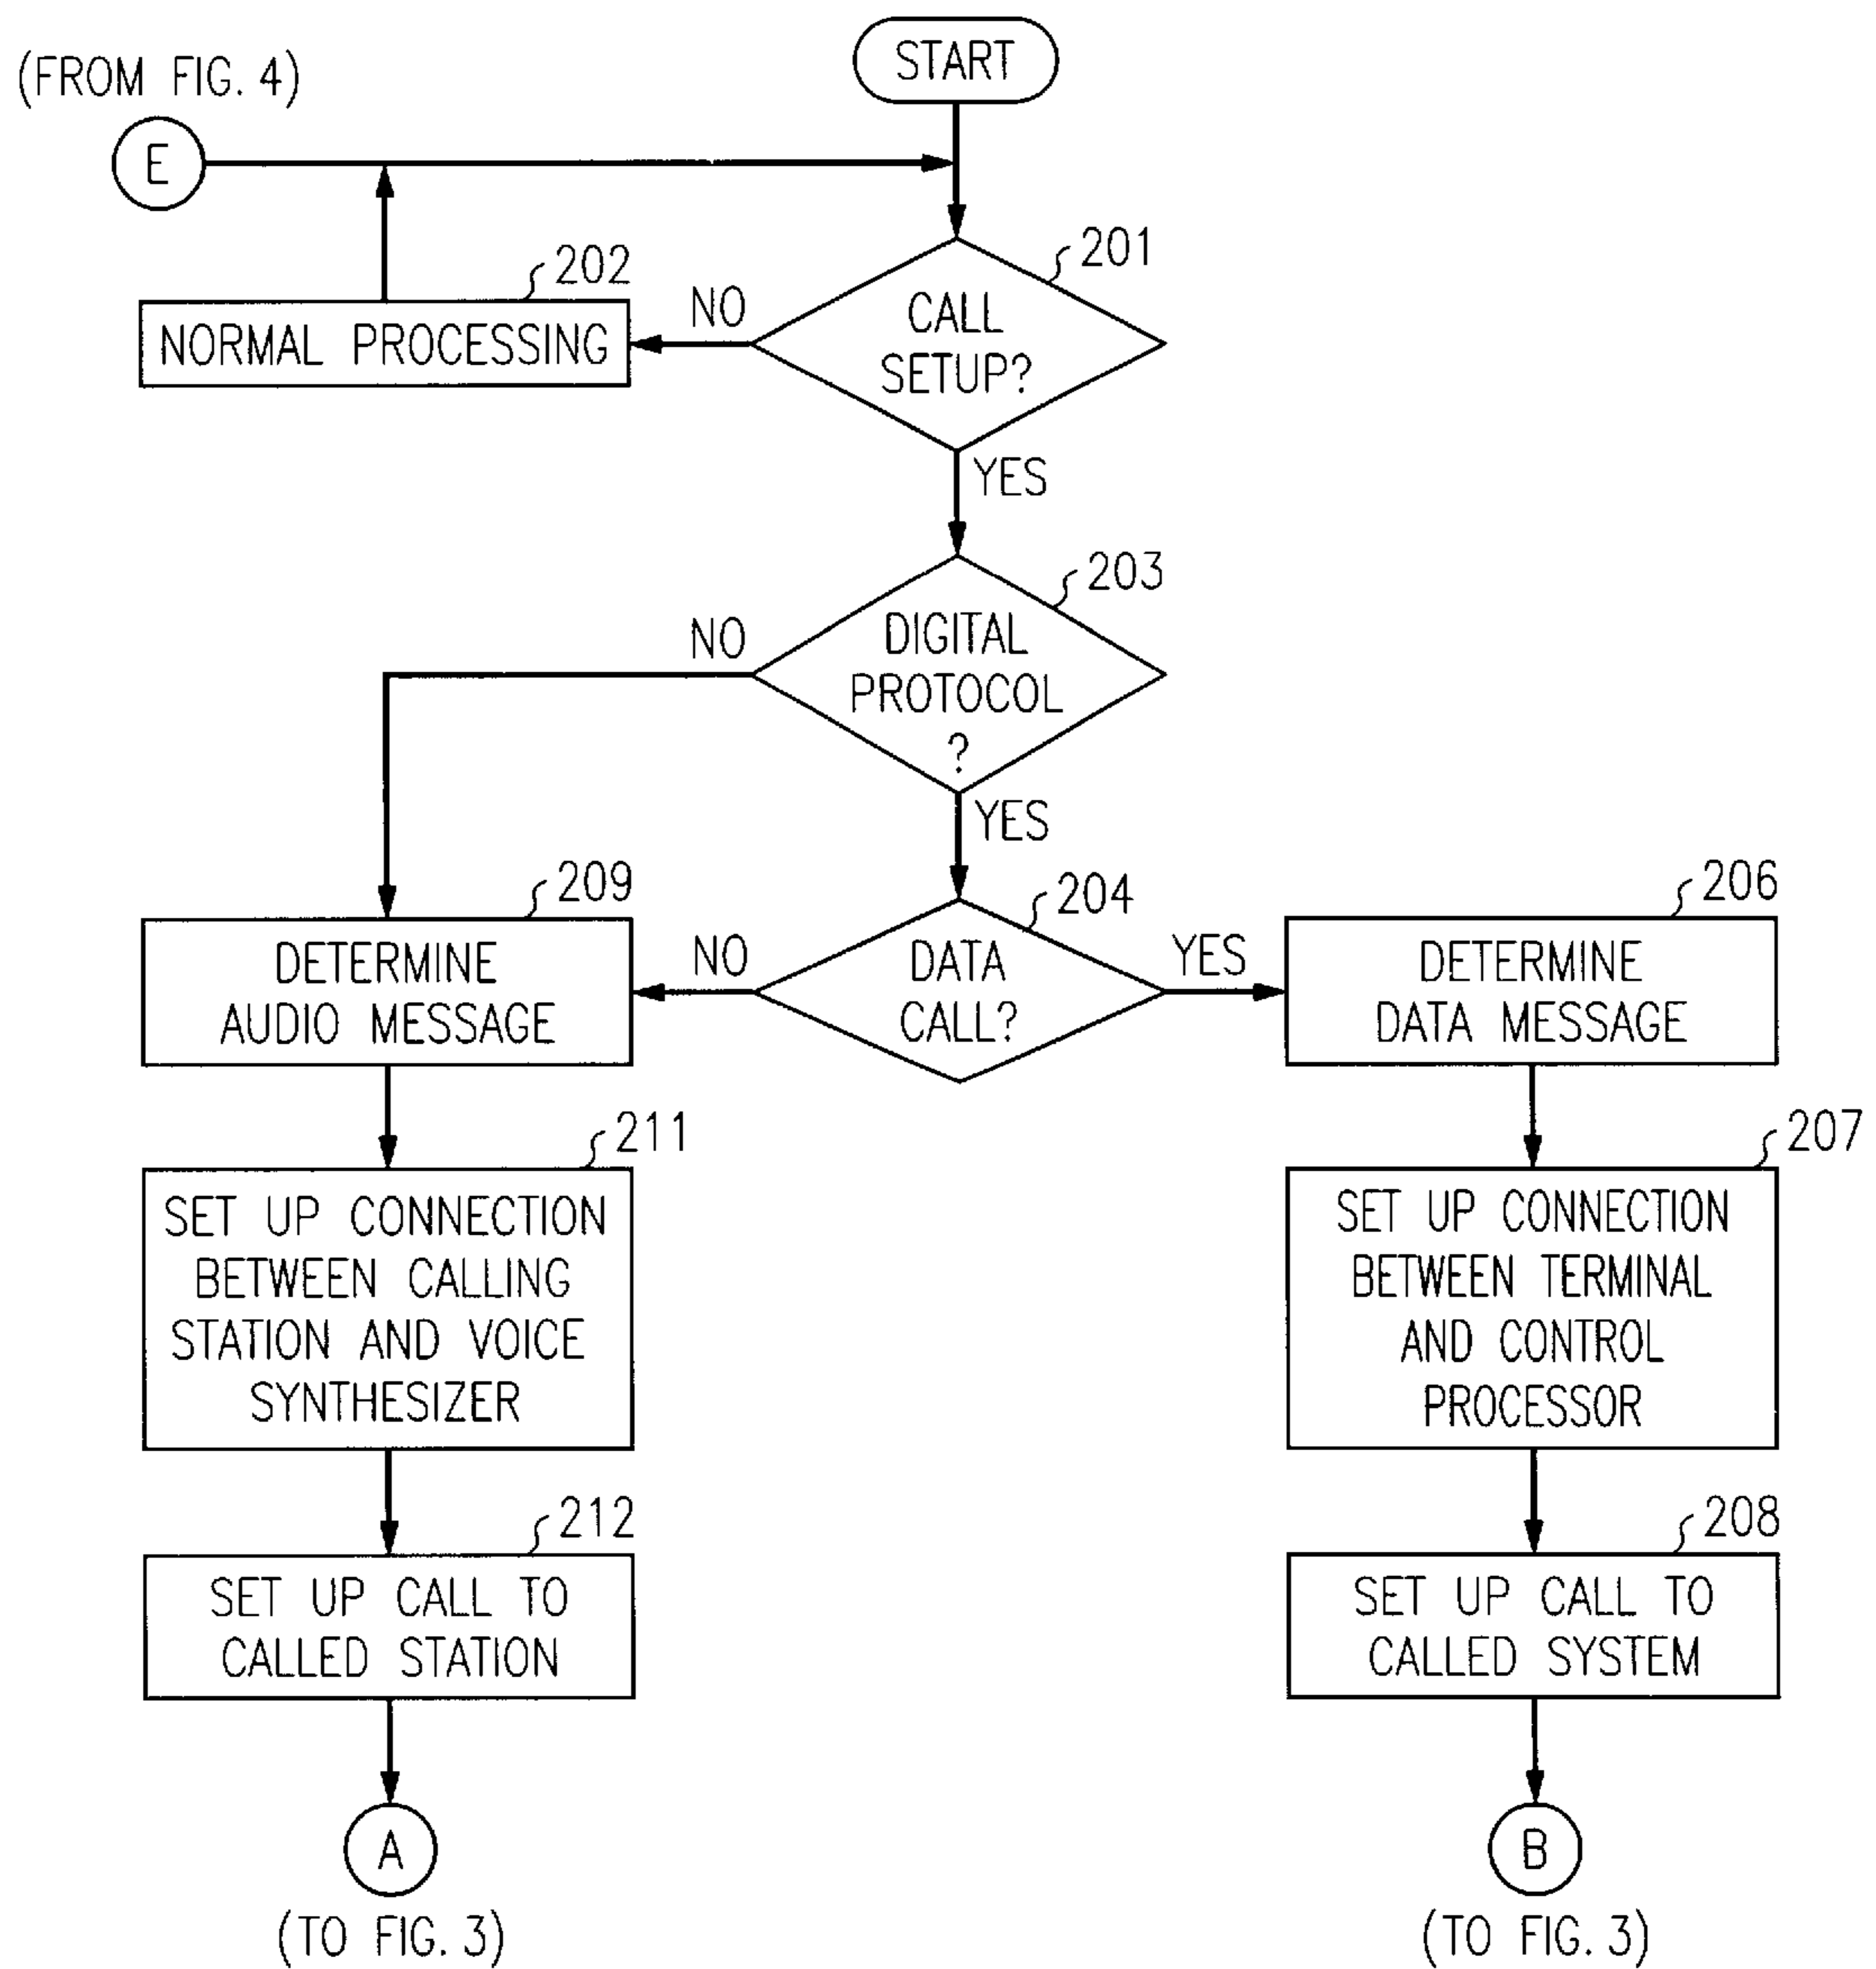 START
(FROM FIG. 4)
E
201
202
NO
CALL
SETUP?
NORMAL PROCESSING
YES
203
NO
DIGITAL
PROTOCOL
?
YES
209
204
206
DETERMINE
AUDIO MESSAGE
NO
DATA
CALL?
YES
DETERMINE
DATA MESSAGE
211
207
SET UP CONNECTION
BETWEEN CALLING
STATION AND VOICE
SYNTHESIZER
SET UP CONNECTION
BETWEEN TERMINAL
AND CONTROL
PROCESSOR
212
208
SET UP CALL TO
CALLED STATION
SET UP CALL TO
CALLED SYSTEM
A
B
(TO FIG. 3)
(TO FIG. 3)